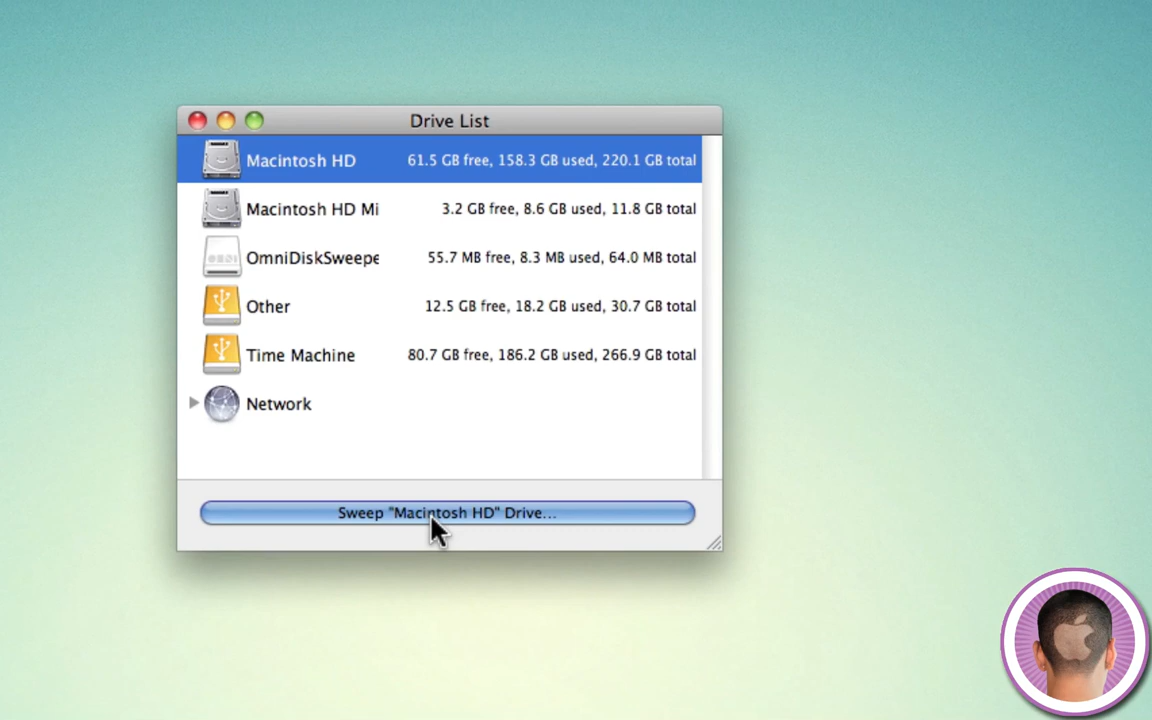 Drive List
Macintosh HD 61.5 GB free, 158.3 GB used, 220.1 GB total
Macintosh HD Mi 3.2 GB free, 8.6 GB used, 11.8 GB total
OmniDiskSweepe 55.7 MB free, 8.3 MB used, 64.0 MB total
Other 12.5 GB free, 18.2 GB used, 30.7 GB total
Time Machine 80.7 GB free, 186.2 GB used, 266.9 GB total
Network
Sweep "Macintosh HD" Drive...